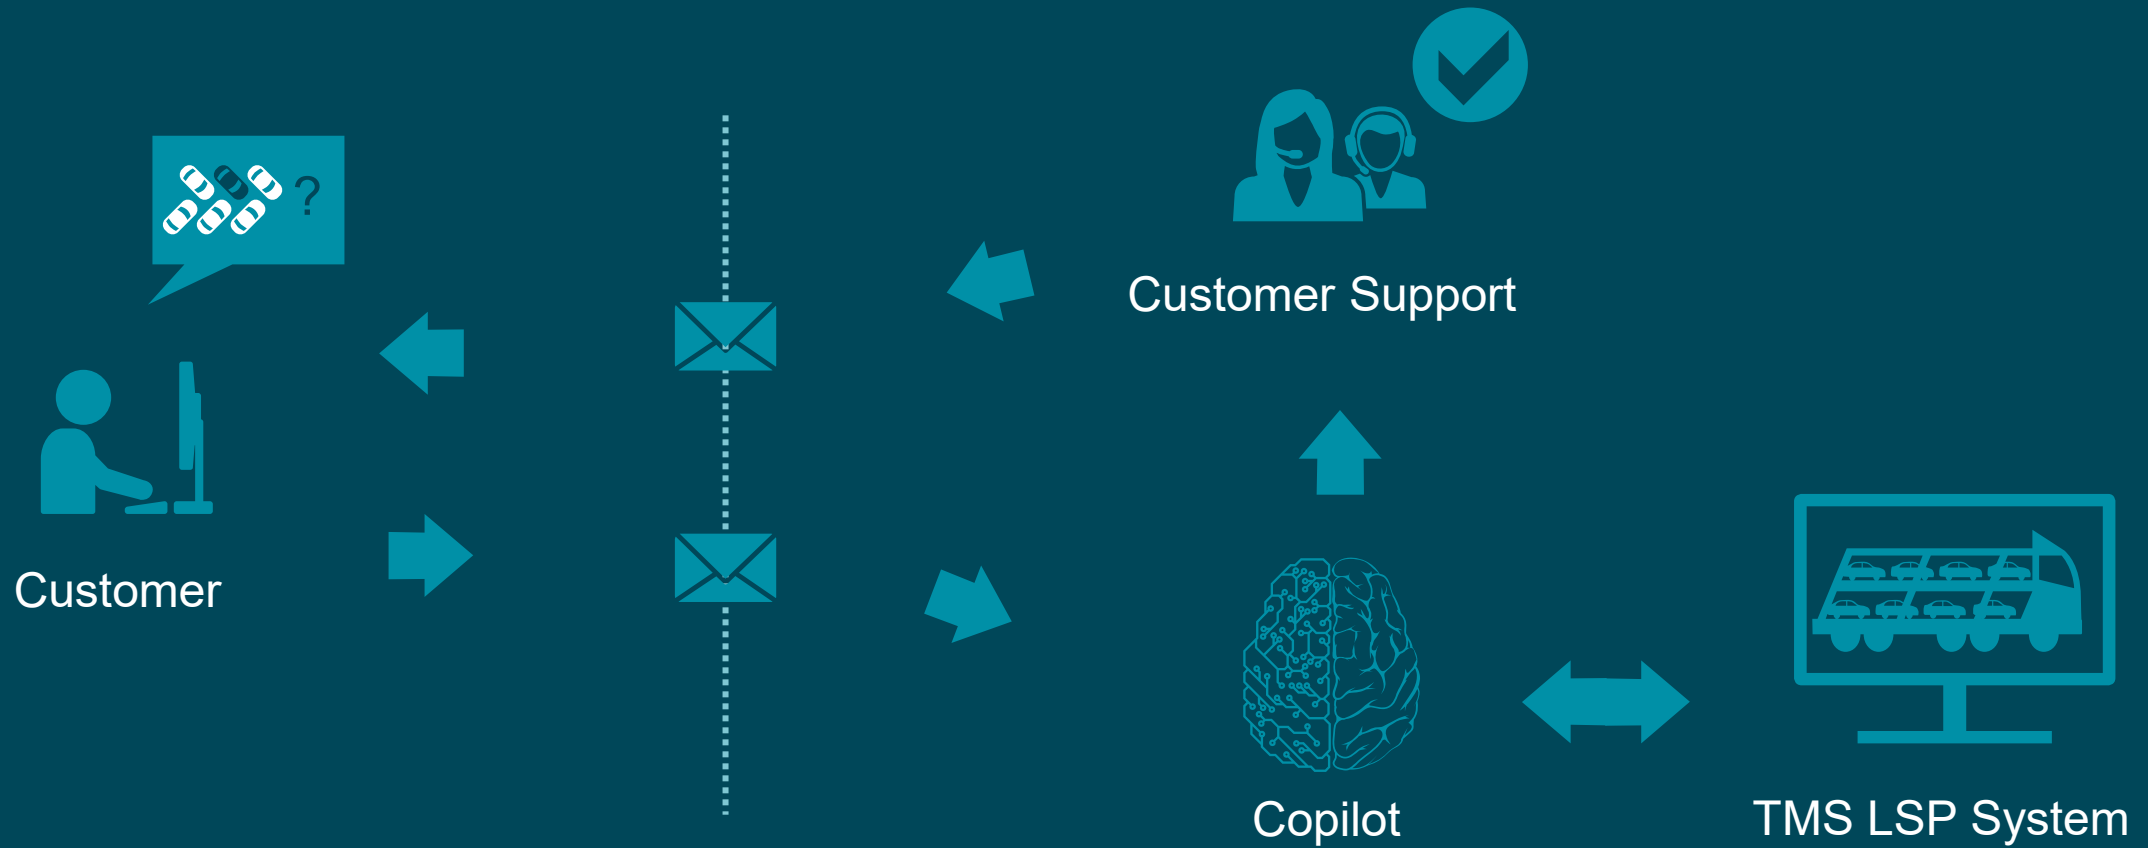 ?
Customer Support
Customer
Copilot
TMS LSP System